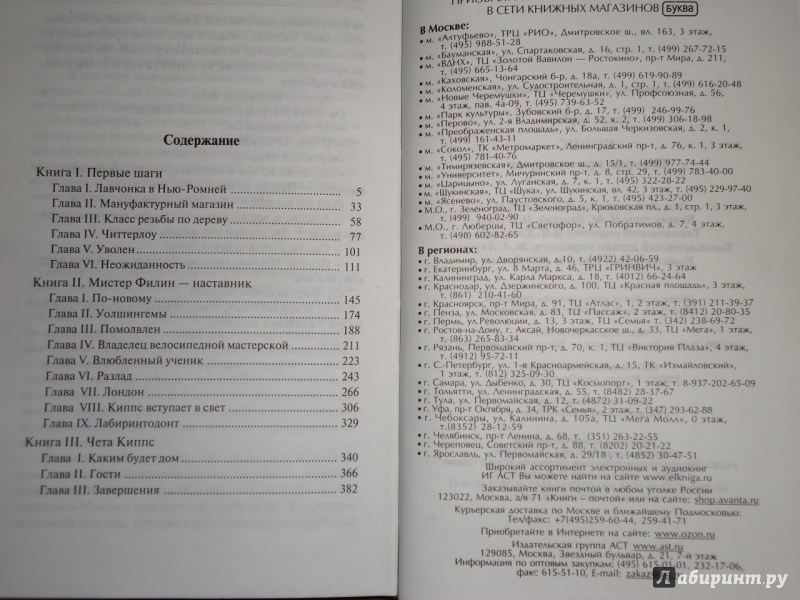 Содержание
Книга I. Первые шаги
Глава I. Лавчонка в Нью-Ромней 5
Глава II. Мануфактурный магазин 33
Глава III. Класс резьбы по дереву 58
Глава IV. Читтерлоу 77
Глава V. Уволен 101
Глава VI. Неожиданность 111
Книга II. Мистер Филин — наставник
Глава I. По-новому 145
Глава II. Уолшингемы 174
Глава III. Помолвлен 188
Глава IV. Владелец велосипедной мастерской 211
Глава V. Влюбленный ученик 223
Глава VI. Разлад 243
Глава VII. Лондон 266
Глава VIII. Киппс вступает в свет 306
Глава IX. Лабиринтодонт 329
Книга III. Чета Киппс
Глава I. Каким будет дом 340
Глава II. Гости 366
Глава III. Завершения 382
В СЕТИ КНИЖНЫХ МАГАЗИНОВ Буква
В Москве:
• м. «Алтуфьево», ТРЦ «РИО», Дмитровское ш., вл. 163, 3 этаж,
т. (495) 988-51-28
• м. «Бауманская», ул. Спартаковская, д. 16, стр. 1, т. (499) 267-72-15
• м. «ВДНХ», ТЦ «Золотой Вавилон — Ростокино», пр-т Мира, д. 211,
т. (495) 665-13-64
• м. «Каховская», Чонгарский б-р, д. 18а, т. (499) 619-90-89
• м. «Коломенская», ул. Судостроительная, д. 1, стр. 1, т. (499) 616-20-48
• м. «Новые Черемушки», ТЦ «Черемушки», ул. Профсоюзная, д. 56,
4 этаж, пав. 4а-09, т. (495) 739-63-52
• м. «Парк культуры», Зубовский б-р, д. 17, т. (499) 246-99-76
• м. «Перово», ул. 2-я Владимирская, д. 52, к. 2, т. (499) 306-18-98
• м. «Преображенская площадь», ул. Большая Черкизовская, д. 2, к. 1,
т. (499) 161-43-11
• м. «Сокол», ТК «Метромаркет», Ленинградский пр-т, д. 76, к. 1, 3 этаж,
т. (495) 781-40-76
• м. «Тимирязевская», Дмитровское ш., д. 15/1, т. (499) 977-74-44
• м. «Университет», Мичуринский пр-т, д. 8, стр. 29, т. (499) 783-40-00
• м. «Царицыно», ул. Луганская, д. 7, к. 1, т. (495) 322-28-22
• м. «Щукинская», ТЦ «Щука», ул. Щукинская, вл. 42, 3 этаж, т. (495) 229-97-40
• м. «Ясенево», ул. Паустовского, д. 5, к. 1, т. (495) 423-27-00
• М.О., г. Зеленоград, ТЦ «Зеленоград», Крюковская пл., д. 1, стр. 1, 3 этаж,
т. (499) 940-02-90
• М.О., г. Люберцы, ТЦ «Светофор», ул. Побратимов, д. 7, 4 этаж,
т. (498) 602-82-65
В регионах:
• г. Владимир, ул. Дворянская, д.10, т. (4922) 42-06-59
• г. Екатеринбург, ул. 8 Марта, д. 46, ТРЦ «ГРИНВИЧ», 3 этаж
• г. Калининград, ул. Карла Маркса, д. 18, т. (4012) 66-24-64
• г. Краснодар, ул. Дзержинского, д. 100, ТЦ «Красная площадь», 3 этаж,
т. (861) 210-41-60
• г. Красноярск, пр-т Мира, д. 91, ТЦ «Атлас», 1, 2 этаж, т. (391) 211-39-37
• г. Пенза, ул. Московская, д. 83, ТЦ «Пассаж», 2 этаж, т. (8412) 20-80-35
• г. Пермь, ул.Революции, д. 13, 3 этаж, ТЦ «Семья» т. (342) 238-69-72
• г. Ростов-на-Дону, г. Аксай, Новочеркасское ш., д. 33, ТЦ «Мега», 1 этаж,
т. (863) 265-83-34
• г. Рязань, Первомайский пр-т, д. 70, к. 1, ТЦ «Виктория Плаза», 4 этаж,
т. (4912) 95-72-11
• г. С.-Петербург, ул. 1-я Красноармейская, д. 15, ТК «Измайловский»,
1 этаж, т. (812) 325-09-30
• г. Самара, ул. Дыбенко, д. 30, ТЦ «Космопорт», 1 этаж, т. 8-937-202-65-09
• г. Тольятти, ул. Ленинградская, д. 55, т. (8482) 28-37-67
• г. Тула, ул. Первомайская, д. 12, т. (4872) 31-09-22
• г. Уфа, пр-т Октября, д. 34, ТРК «Семья», 2 этаж, т. (347) 293-62-88
• г. Чебоксары, ул. Калинина, д. 105а, ТЦ «Мега Молл», 0 этаж,
т. (8352) 28-12-59
• г. Челябинск, пр-т Ленина, д. 68, т. (351) 263-22-55
• г. Череповец, Советский пр-т, д. 88, т. (8202) 20-21-22
• г. Ярославль, ул. Первомайская, д. 29/18 , т. (4852) 30-47-51
Широкий ассортимент электронных и аудиокниг
ИГ АСТ Вы можете найти на сайте www.elkniga.ru
Заказывайте книги почтой в любом уголке России
123022, Москва, а/я 71 «Книги – почтой» или на сайте: shop.avanta.ru
Курьерская доставка по Москве и ближайшему Подмосковью:
Тел/факс: +7(495)259-60-44, 259-41-71
Приобретайте в Интернете на сайте: www.ozon.ru
Издательская группа АСТ www.ast.ru
129085, Москва, Звездный бульвар, д. 21, 7-й этаж
Информация по оптовым закупкам: (495) 615-01-01, 232-17-06,
факс: 615-51-10, E-mail:
Лабиринт.ру